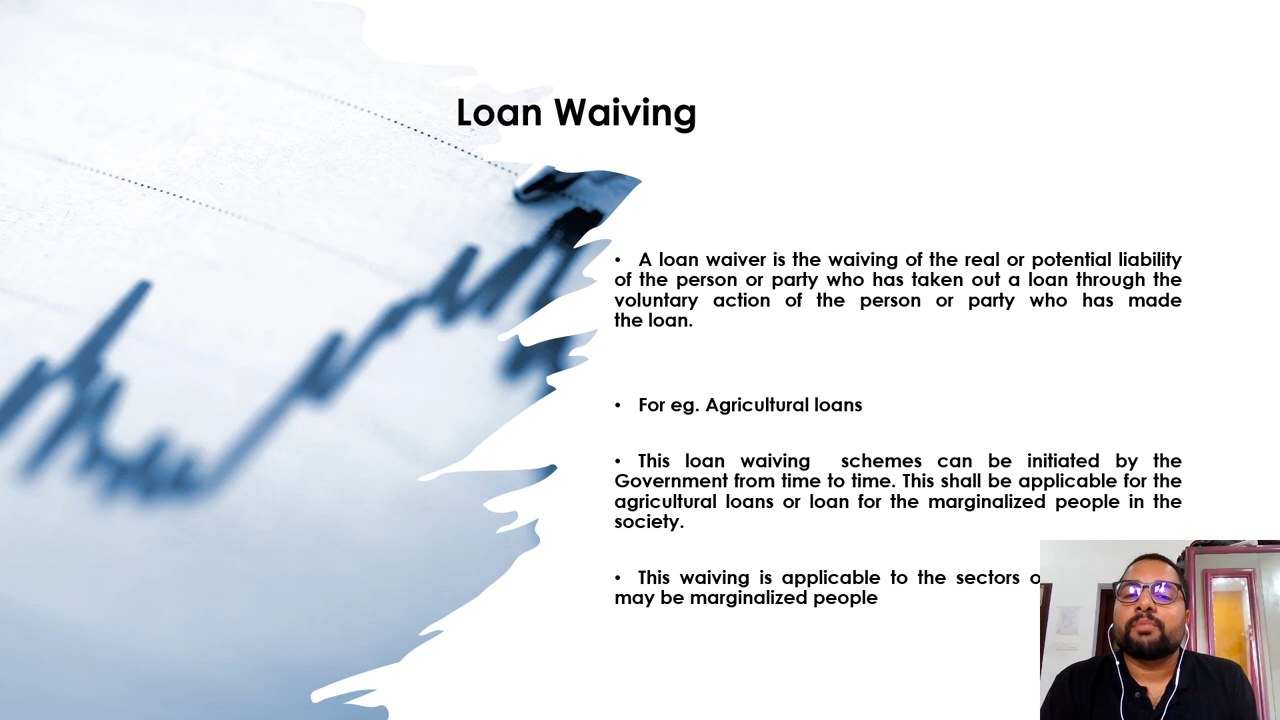 Loan Waiving
• A loan waiver is the waiving of the real or potential liability
of the person or party who has taken out a loan through the
voluntary action of the person or party who has made
the loan.
• For eg. Agricultural loans
• This loan waiving schemes can be initiated by the
Government from time to time. This shall be applicable for the
agricultural loans or loan for the marginalized people in the
society.
• This waiving is applicable to the sectors
may be marginalized people